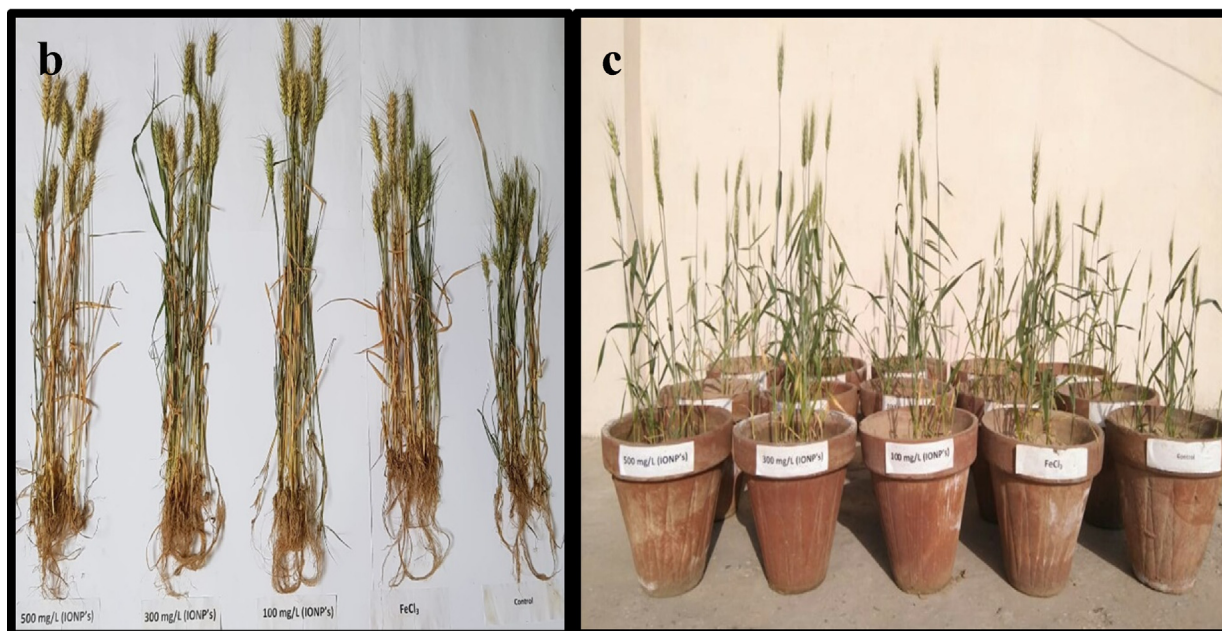 b
500 mg/L (IONP's)
300 mg/L (IONP's)
100 mg/L (IONP's)
FeCl₃
Control
c
500 mg/L (IONP's)
300 mg/L (IONP's)
100 mg/L (IONP's)
FeCl₃
Control